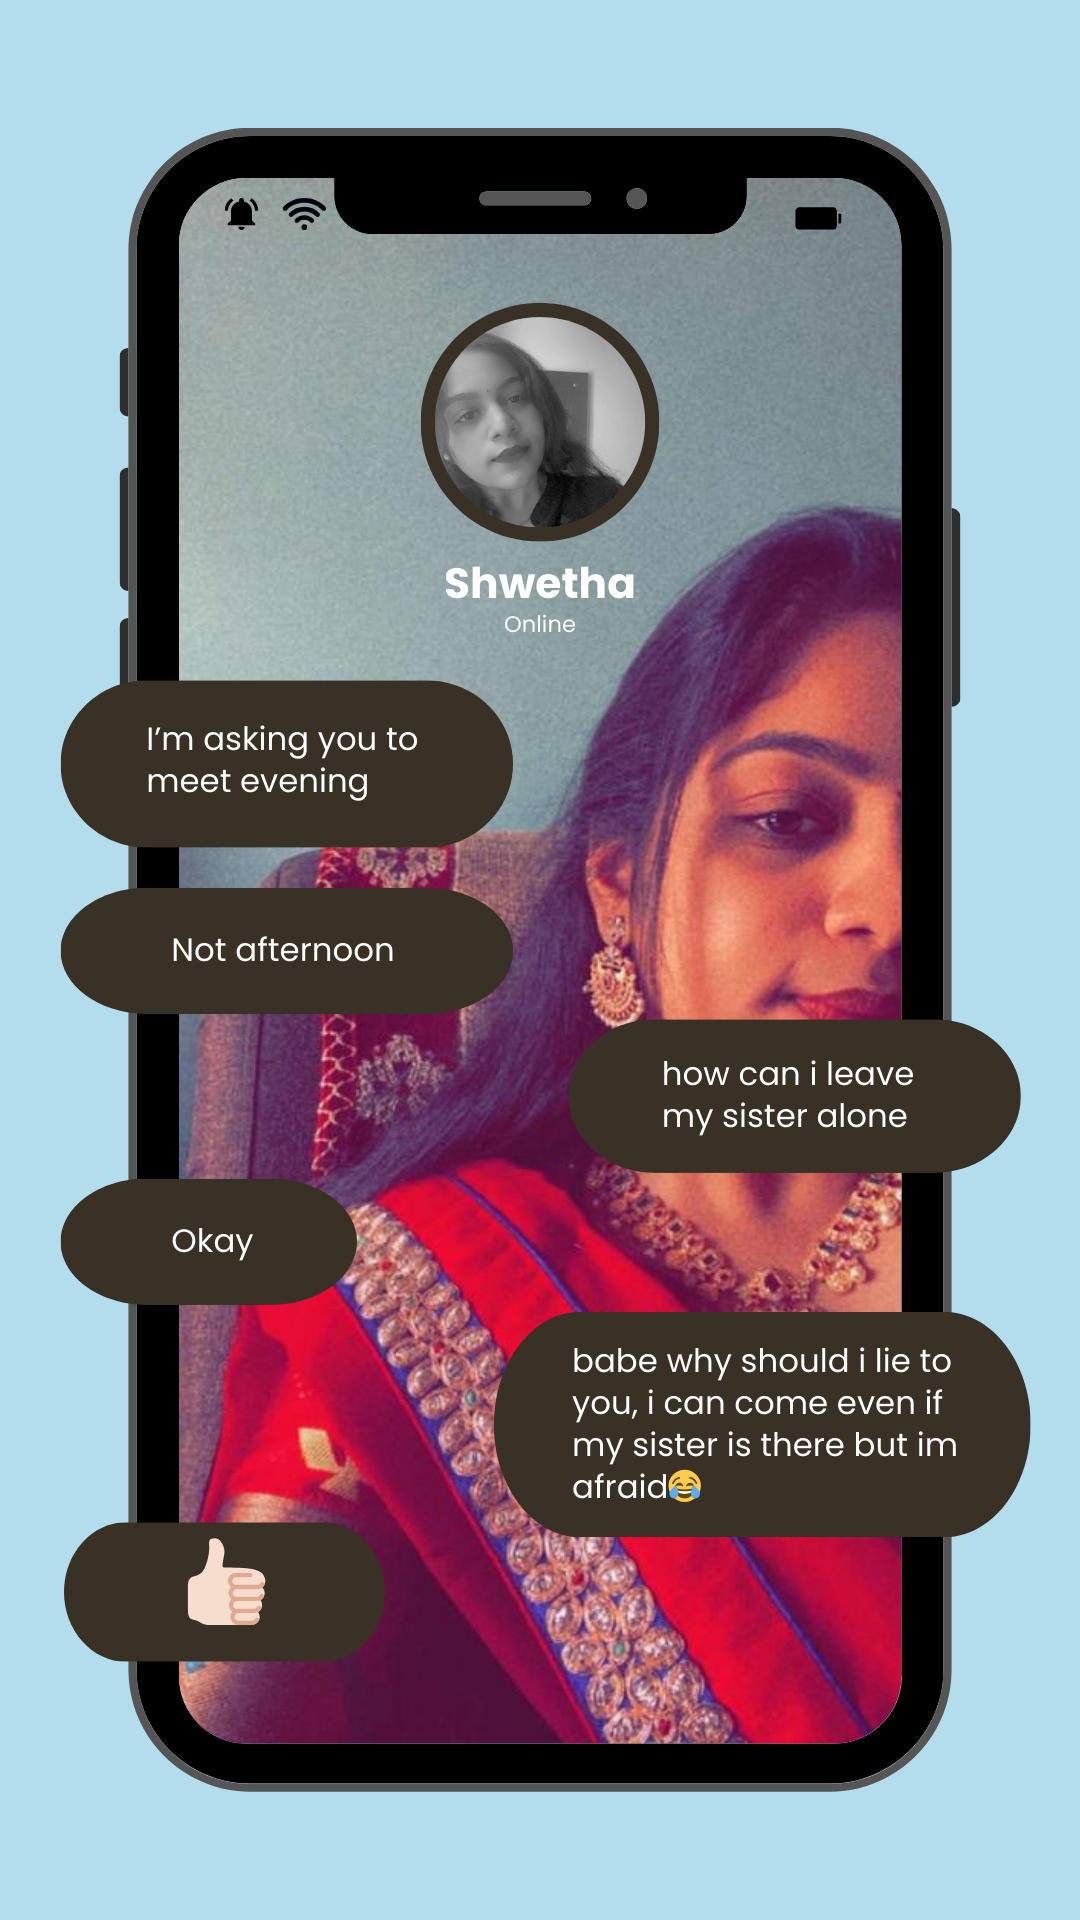 Shwetha
Online
I’m asking you to
meet evening
Not afternoon
how can i leave
my sister alone
Okay
babe why should i lie to
you, i can come even if
my sister is there but im
afraid😂